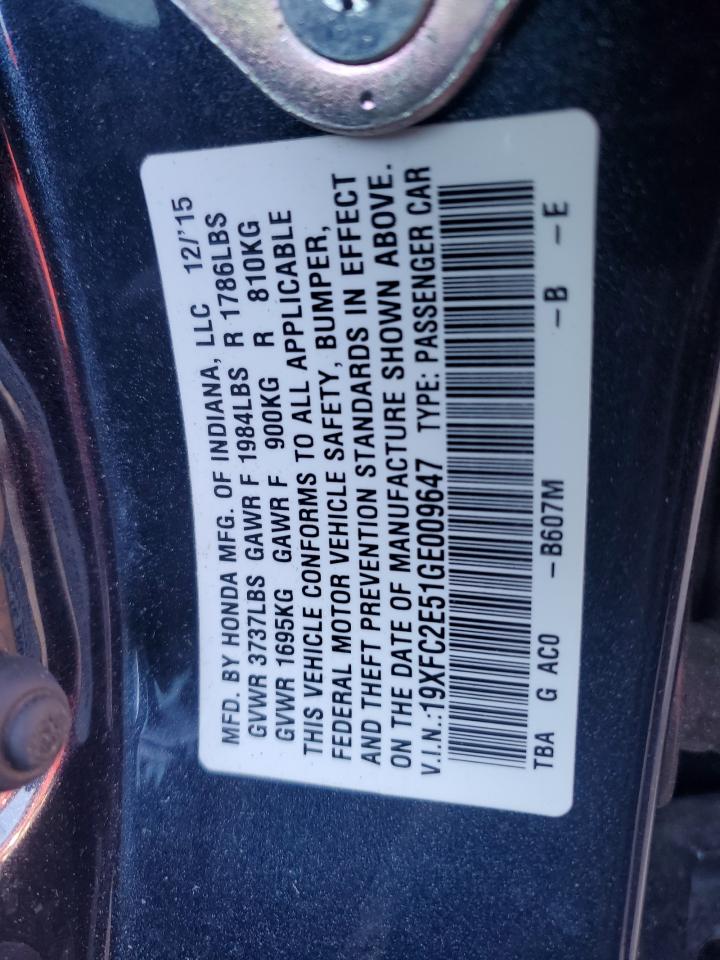 MFD. BY HONDA MFG. OF INDIANA, LLC 12/'15
GVWR 3737LBS GAWR F 1984LBS R 1786LBS
GVWR 1695KG GAWR F 900KG R 810KG
THIS VEHICLE CONFORMS TO ALL APPLICABLE
FEDERAL MOTOR VEHICLE SAFETY, BUMPER,
AND THEFT PREVENTION STANDARDS IN EFFECT
ON THE DATE OF MANUFACTURE SHOWN ABOVE.
V.I.N.:19XFC2E51GE009647 TYPE: PASSENGER CAR
TBA G AC0 -B607M -B -E